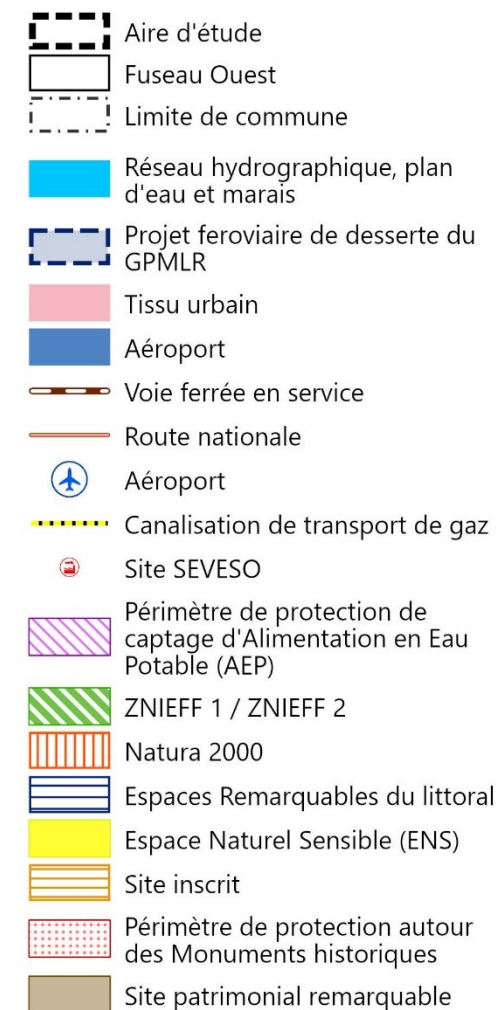 Aire d'étude
Fuseau Ouest
Limite de commune
Réseau hydrographique, plan
d'eau et marais
Projet feroviaire de desserte du
GPMLR
Tissu urbain
Aéroport
Voie ferrée en service
Route nationale
Aéroport
Canalisation de transport de gaz
Site SEVESO
Périmètre de protection de
captage d'Alimentation en Eau
Potable (AEP)
ZNIEFF 1 / ZNIEFF 2
Natura 2000
Espaces Remarquables du littoral
Espace Naturel Sensible (ENS)
Site inscrit
Périmètre de protection autour
des Monuments historiques
Site patrimonial remarquable